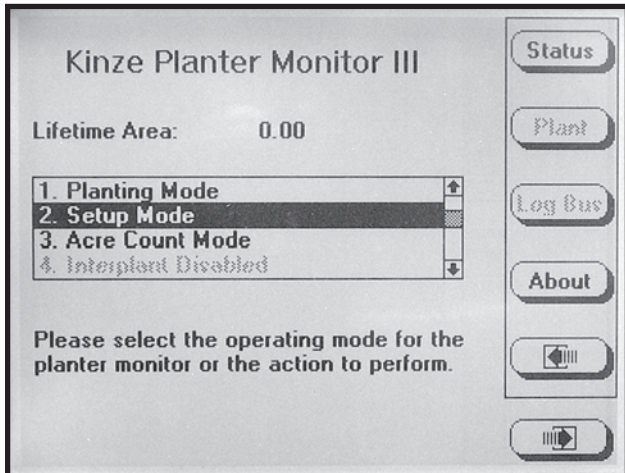 Kinze Planter Monitor III
Lifetime Area: 0.00
1. Planting Mode
2. Setup Mode
3. Acre Count Mode
4. Interplant Disabled
Please select the operating mode for the
planter monitor or the action to perform.
Status
Plant
Log Bus
About